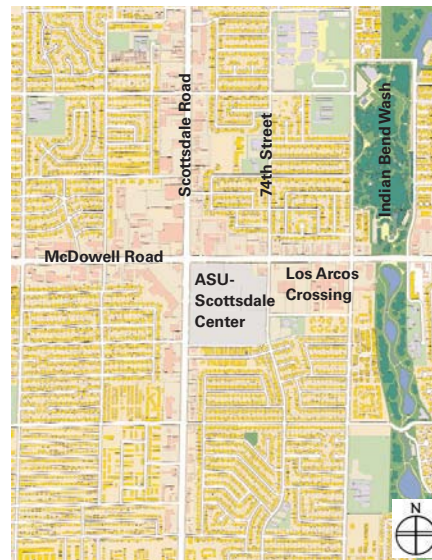 Scottsdale Road
74th Street
Indian Bend Wash
McDowell Road
ASU-
Scottsdale
Center
Los Arcos
Crossing
N